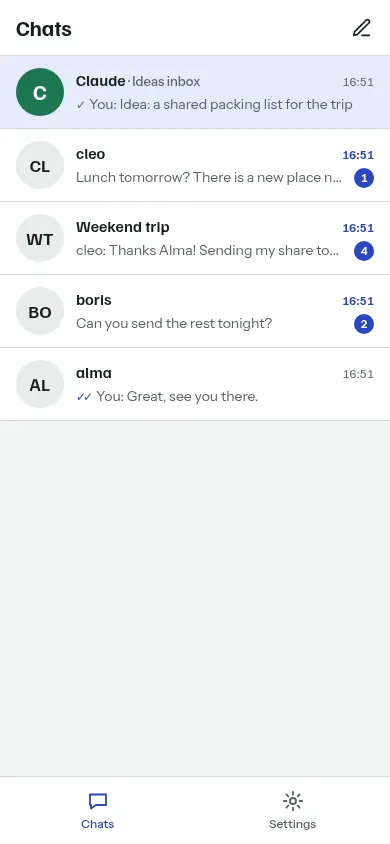 Chats
C
Claude · Ideas inbox 16:51
✓ You: Idea: a shared packing list for the trip
CL
cleo 16:51
Lunch tomorrow? There is a new place n... 1
WT
Weekend trip 16:51
cleo: Thanks Alma! Sending my share to... 4
BO
boris 16:51
Can you send the rest tonight? 2
AL
alma 16:51
✓✓ You: Great, see you there.
Chats Settings